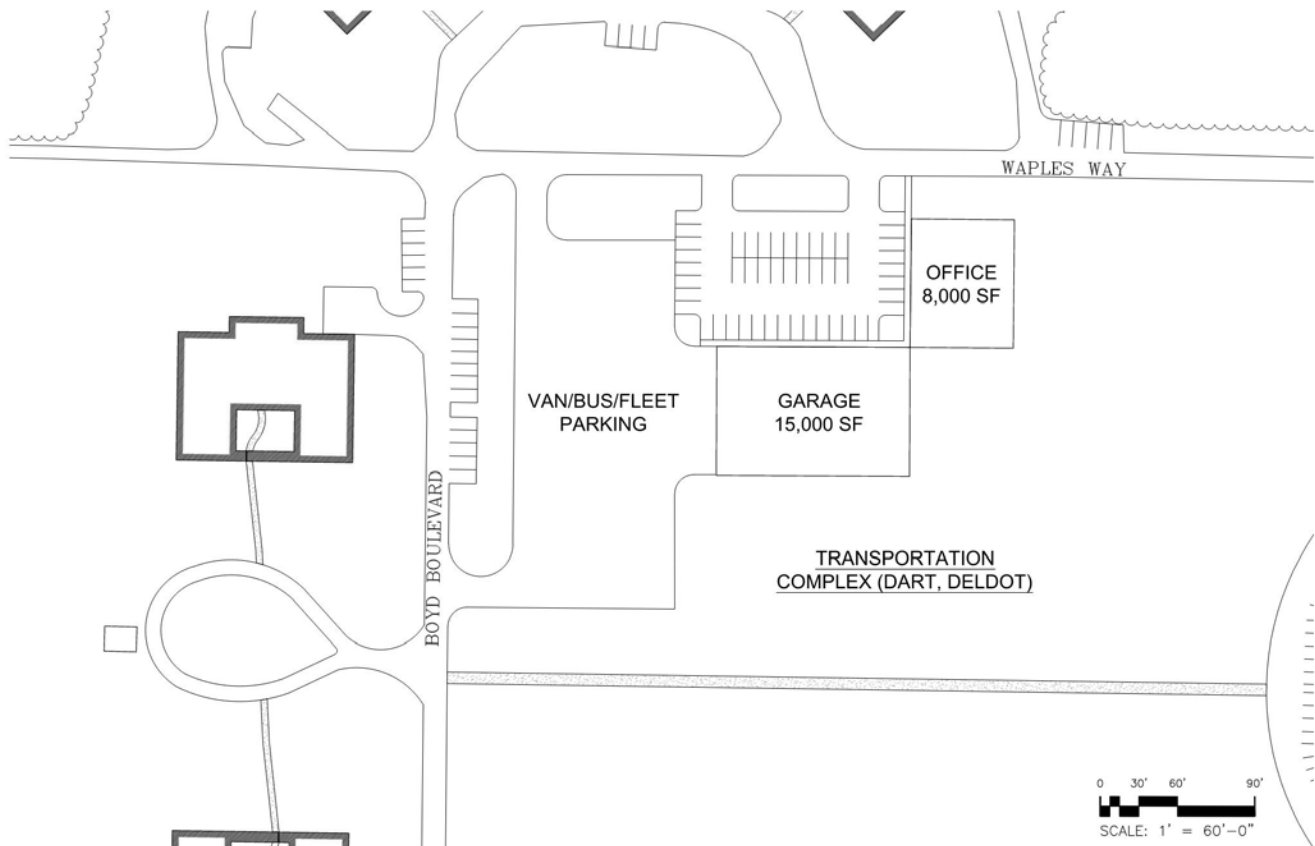 WAPLES WAY
OFFICE
8,000 SF
VAN/BUS/FLEET
PARKING
GARAGE
15,000 SF
BOYD BOULEVARD
TRANSPORTATION
COMPLEX (DART, DELDOT)
0 30' 60' 90'
SCALE: 1' = 60'-0"